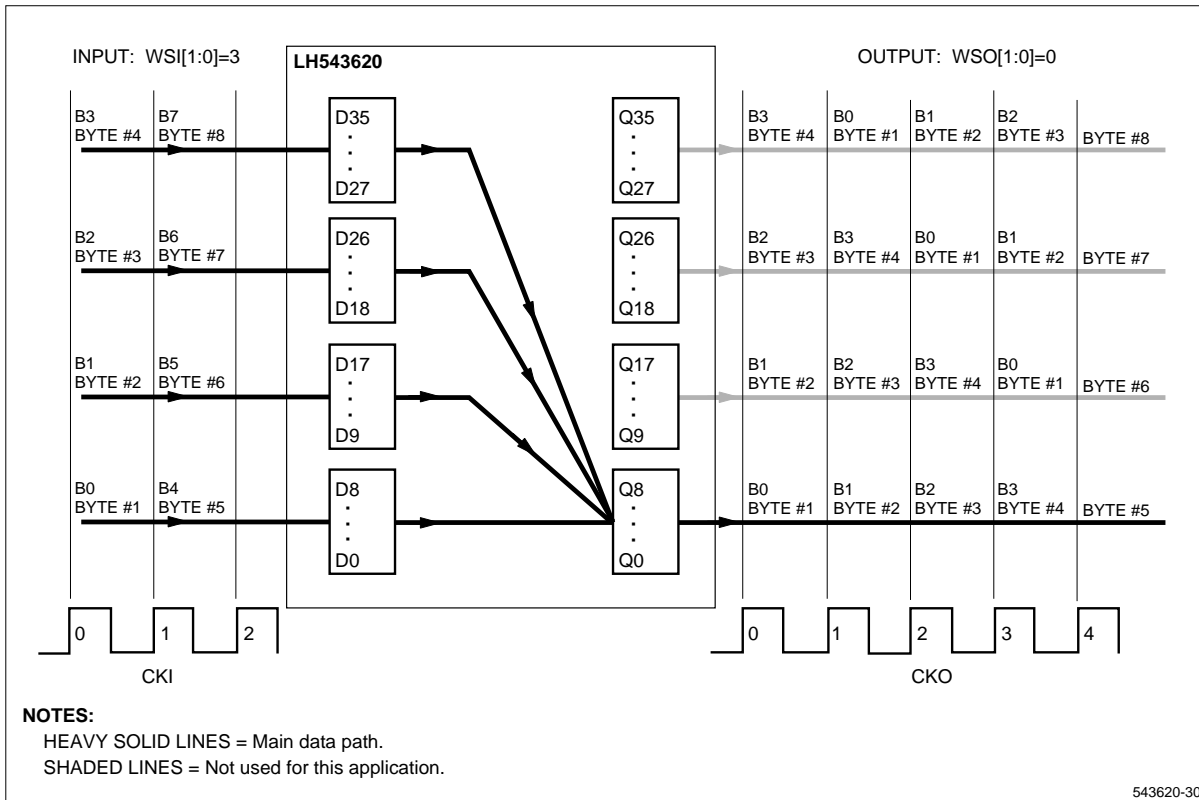 INPUT: WSI[1:0]=3
LH543620
OUTPUT: WSO[1:0]=0
B3 B7
BYTE #4 BYTE #8
D35
.
.
.
D27
Q35
.
.
.
Q27
B3 B0 B1 B2
BYTE #4 BYTE #1 BYTE #2 BYTE #3 BYTE #8
B2 B6
BYTE #3 BYTE #7
D26
.
.
.
D18
Q26
.
.
.
Q18
B2 B3 B0 B1
BYTE #3 BYTE #4 BYTE #1 BYTE #2 BYTE #7
B1 B5
BYTE #2 BYTE #6
D17
.
.
.
D9
Q17
.
.
.
Q9
B1 B2 B3 B0
BYTE #2 BYTE #3 BYTE #4 BYTE #1 BYTE #6
B0 B4
BYTE #1 BYTE #5
D8
.
.
.
D0
Q8
.
.
.
Q0
B0 B1 B2 B3
BYTE #1 BYTE #2 BYTE #3 BYTE #4 BYTE #5
0 1 2
CKI
0 1 2 3 4
CKO
NOTES:
HEAVY SOLID LINES = Main data path.
SHADED LINES = Not used for this application.
543620-30